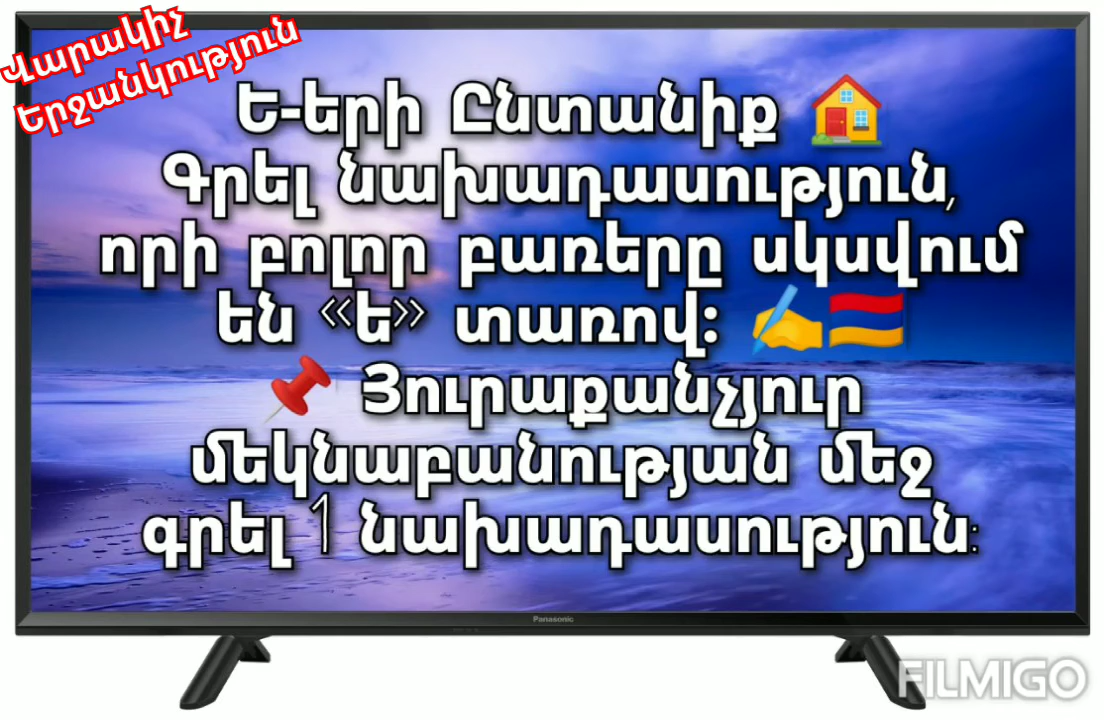 Վարակիչ
Երջանկություն
Ե-երի Ընտանիք
Գրել նախադասություն,
որի բոլոր բառերը սկսվում
են «ե» տառով:
Յուրաքանչյուր
մեկնաբանության մեջ
գրել 1 նախադասություն:
Panasonic
FILMIGO